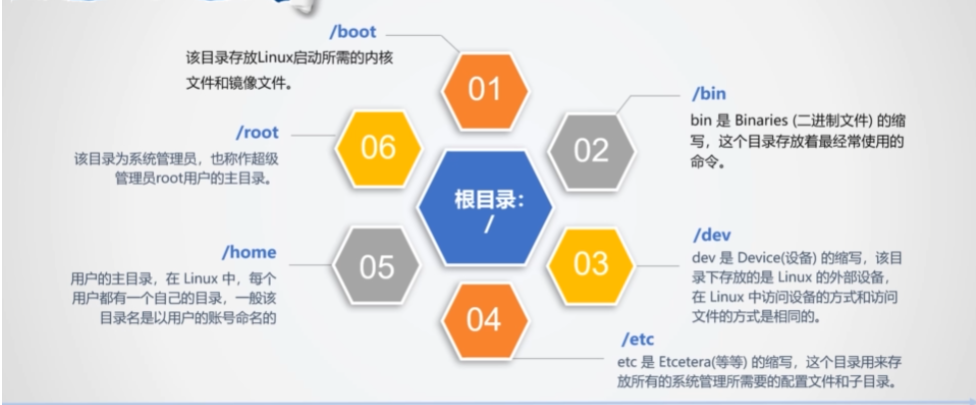 /boot
该目录存放Linux启动所需的内核
文件和镜像文件。
01
/bin
bin 是 Binaries (二进制文件) 的缩
写，这个目录存放着最经常使用的
命令。
02
/dev
dev 是 Device(设备) 的缩写，该目
录下存放的是 Linux 的外部设备，
在 Linux 中访问设备的方式和访问
文件的方式是相同的。
03
/etc
etc 是 Etcetera(等等) 的缩写，这个目录用来存
放所有的系统管理所需要的配置文件和子目录。
04
/home
用户的主目录，在 Linux 中，每个
用户都有一个自己的目录，一般该
目录名是以用户的账号命名的
05
/root
该目录为系统管理员，也称作超级
管理员root用户的主目录。
06
根目录：
/